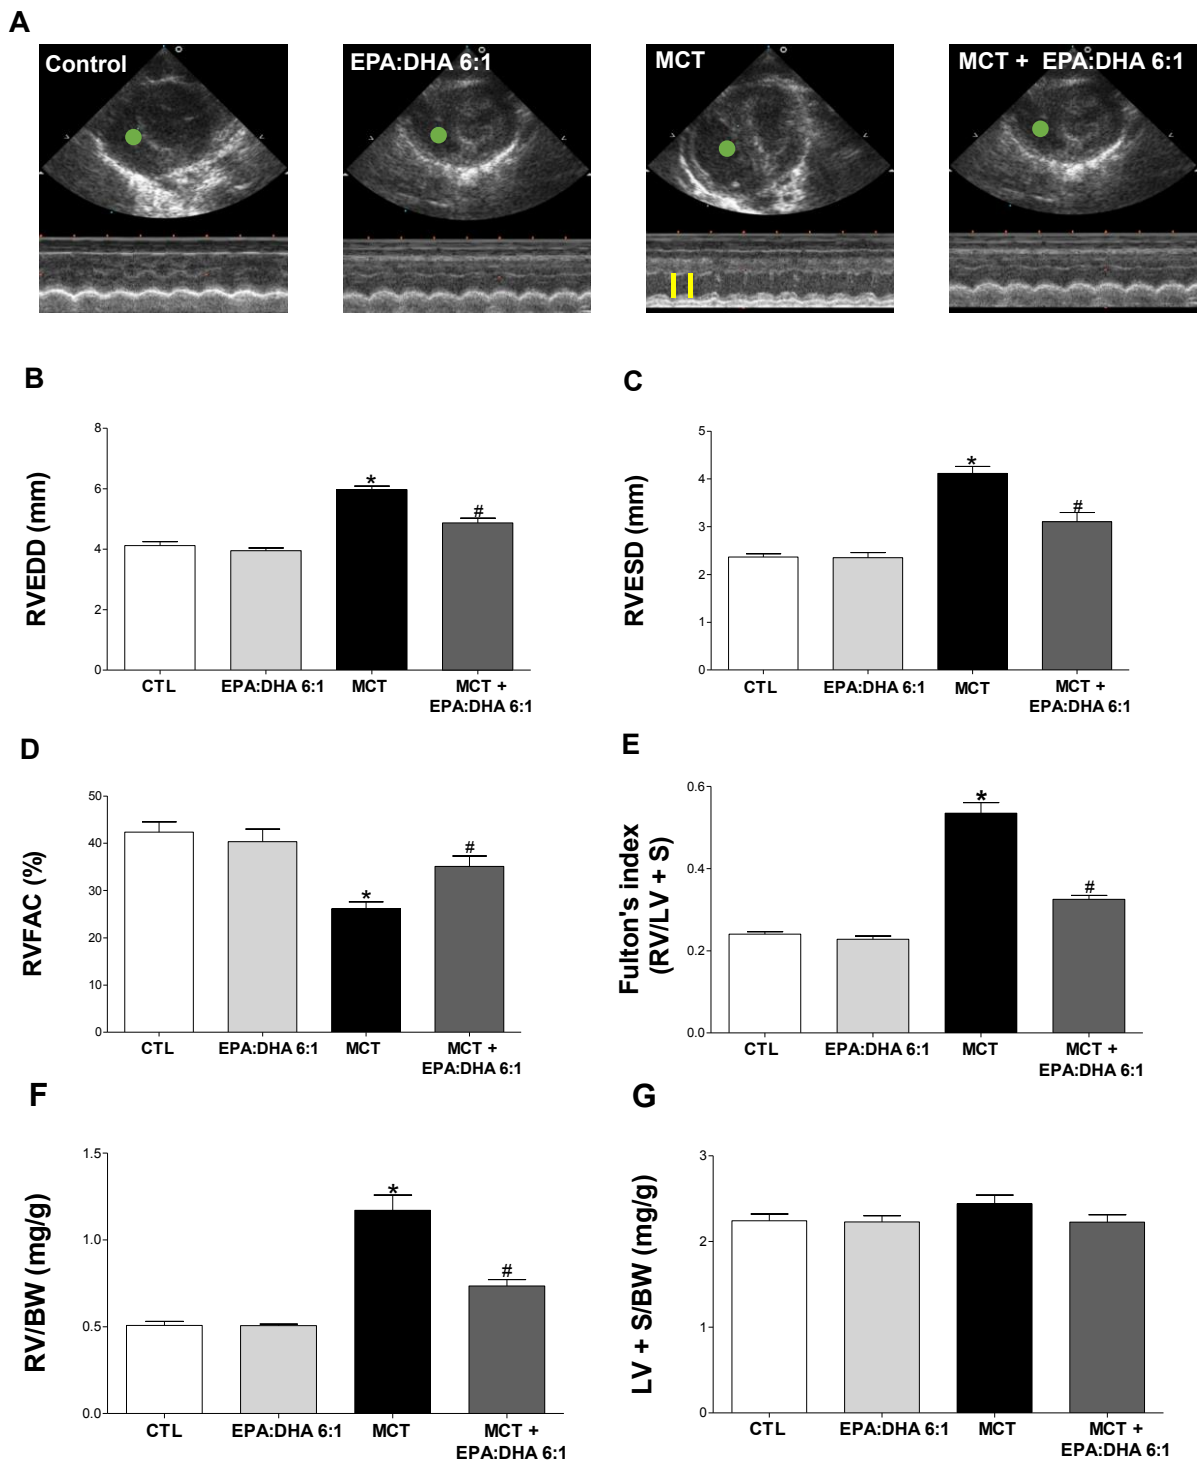 A
Control
EPA:DHA 6:1
MCT
MCT + EPA:DHA 6:1
B
RVEDD (mm)
8
6
4
2
0
*
#
CTL
EPA:DHA 6:1
MCT
MCT +
EPA:DHA 6:1
C
RVESD (mm)
5
4
3
2
1
0
*
#
CTL
EPA:DHA 6:1
MCT
MCT +
EPA:DHA 6:1
D
RVFAC (%)
50
40
30
20
10
0
*
#
CTL
EPA:DHA 6:1
MCT
MCT +
EPA:DHA 6:1
E
Fulton's index
(RV/LV + S)
0.6
0.4
0.2
0.0
*
#
CTL
EPA:DHA 6:1
MCT
MCT +
EPA:DHA 6:1
F
RV/BW (mg/g)
1.5
1.0
0.5
0.0
*
#
CTL
EPA:DHA 6:1
MCT
MCT +
EPA:DHA 6:1
G
LV + S/BW (mg/g)
3
2
1
0
CTL
EPA:DHA 6:1
MCT
MCT +
EPA:DHA 6:1